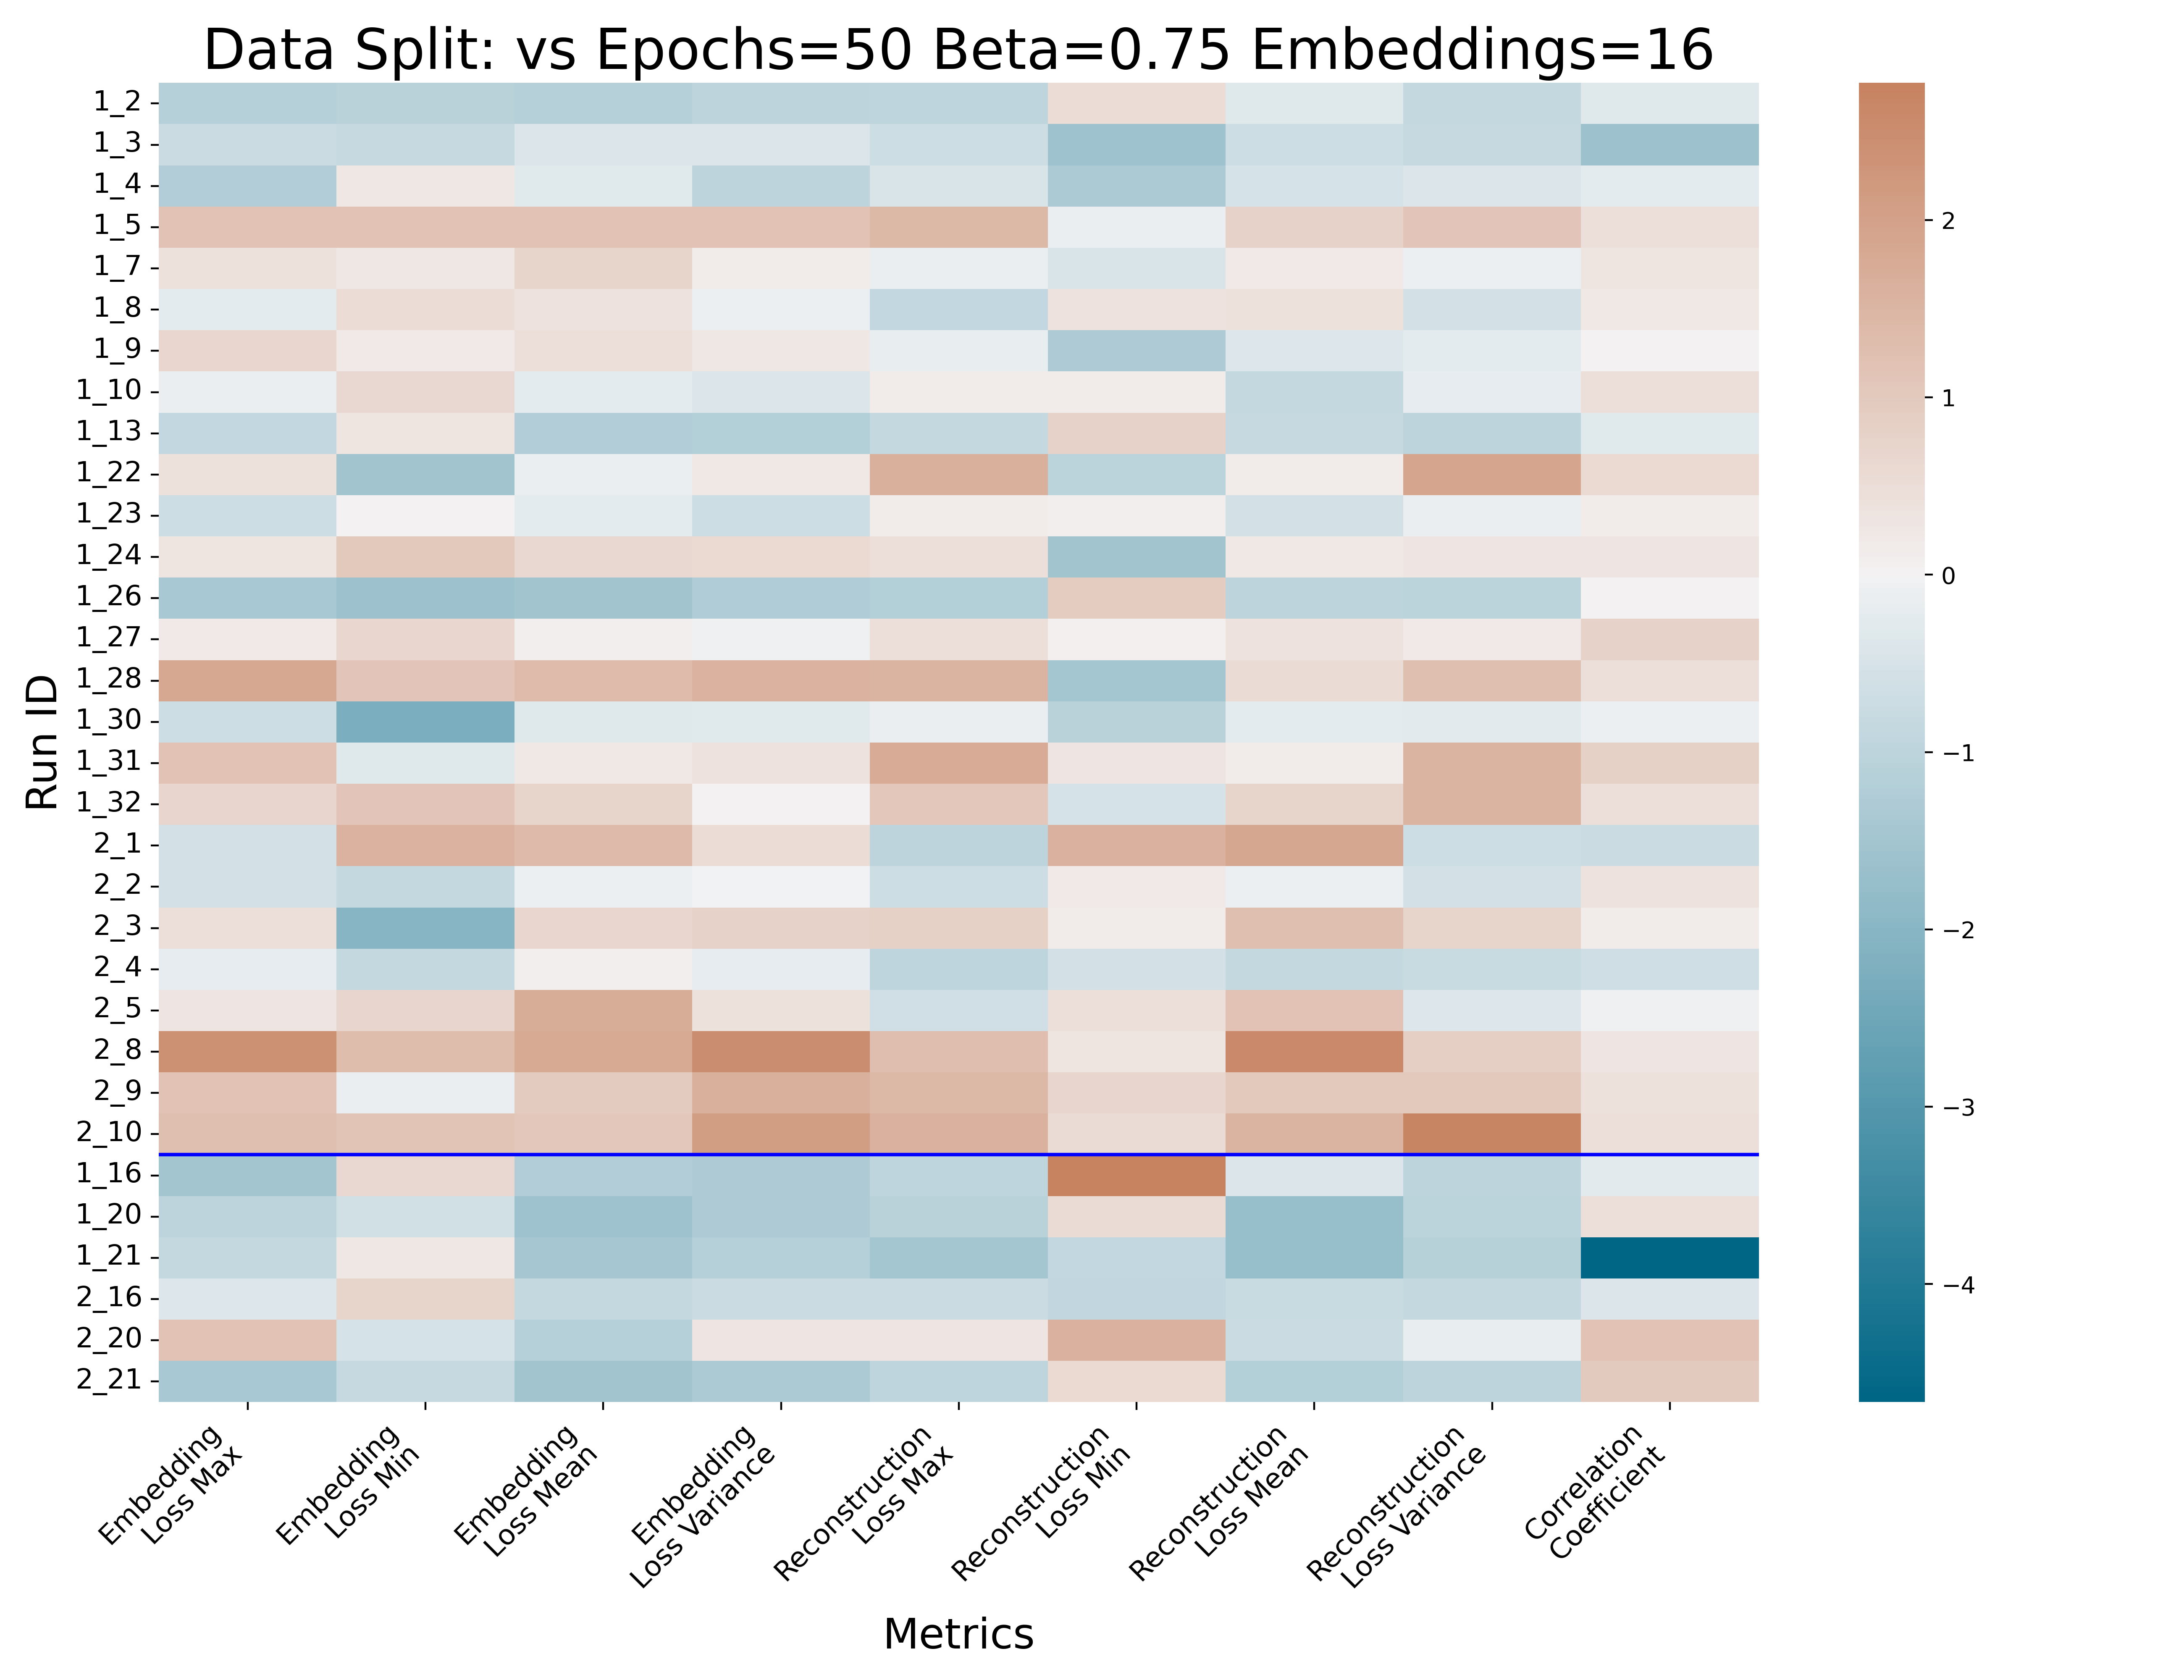 Data Split: vs Epochs=50 Beta=0.75 Embeddings=16
Run ID
1_2
1_3
1_4
1_5
1_7
1_8
1_9
1_10
1_13
1_22
1_23
1_24
1_26
1_27
1_28
1_30
1_31
1_32
2_1
2_2
2_3
2_4
2_5
2_8
2_9
2_10
1_16
1_20
1_21
2_16
2_20
2_21
2
1
0
−1
−2
−3
−4
Embedding
Loss Max
Embedding
Loss Min
Embedding
Loss Mean
Embedding
Loss Variance
Reconstruction
Loss Max
Reconstruction
Loss Min
Reconstruction
Loss Mean
Reconstruction
Loss Variance
Correlation
Coefficient
Metrics